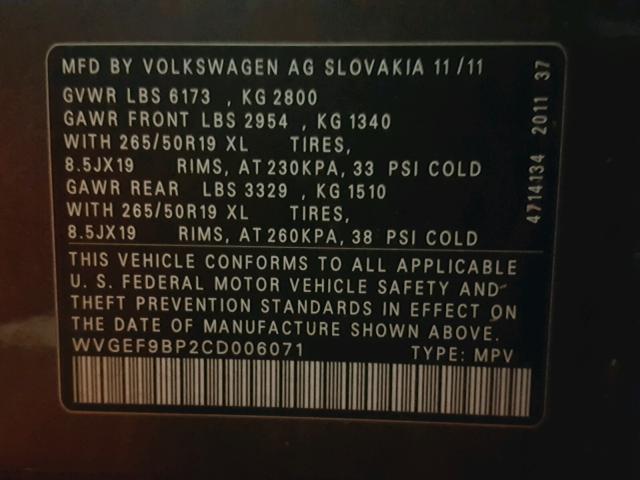 MFD BY VOLKSWAGEN AG SLOVAKIA 11/11
GVWR LBS 6173 , KG 2800
GAWR FRONT LBS 2954 , KG 1340
WITH 265/50R19 XL TIRES,
8.5JX19 RIMS, AT 230KPA, 33 PSI COLD
GAWR REAR LBS 3329 , KG 1510
WITH 265/50R19 XL TIRES,
8.5JX19 RIMS, AT 260KPA, 38 PSI COLD
THIS VEHICLE CONFORMS TO ALL APPLICABLE
U. S. FEDERAL MOTOR VEHICLE SAFETY AND
THEFT PREVENTION STANDARDS IN EFFECT ON
THE DATE OF MANUFACTURE SHOWN ABOVE.
WVGEF9BP2CD006071 TYPE: MPV
4714134 2011 37